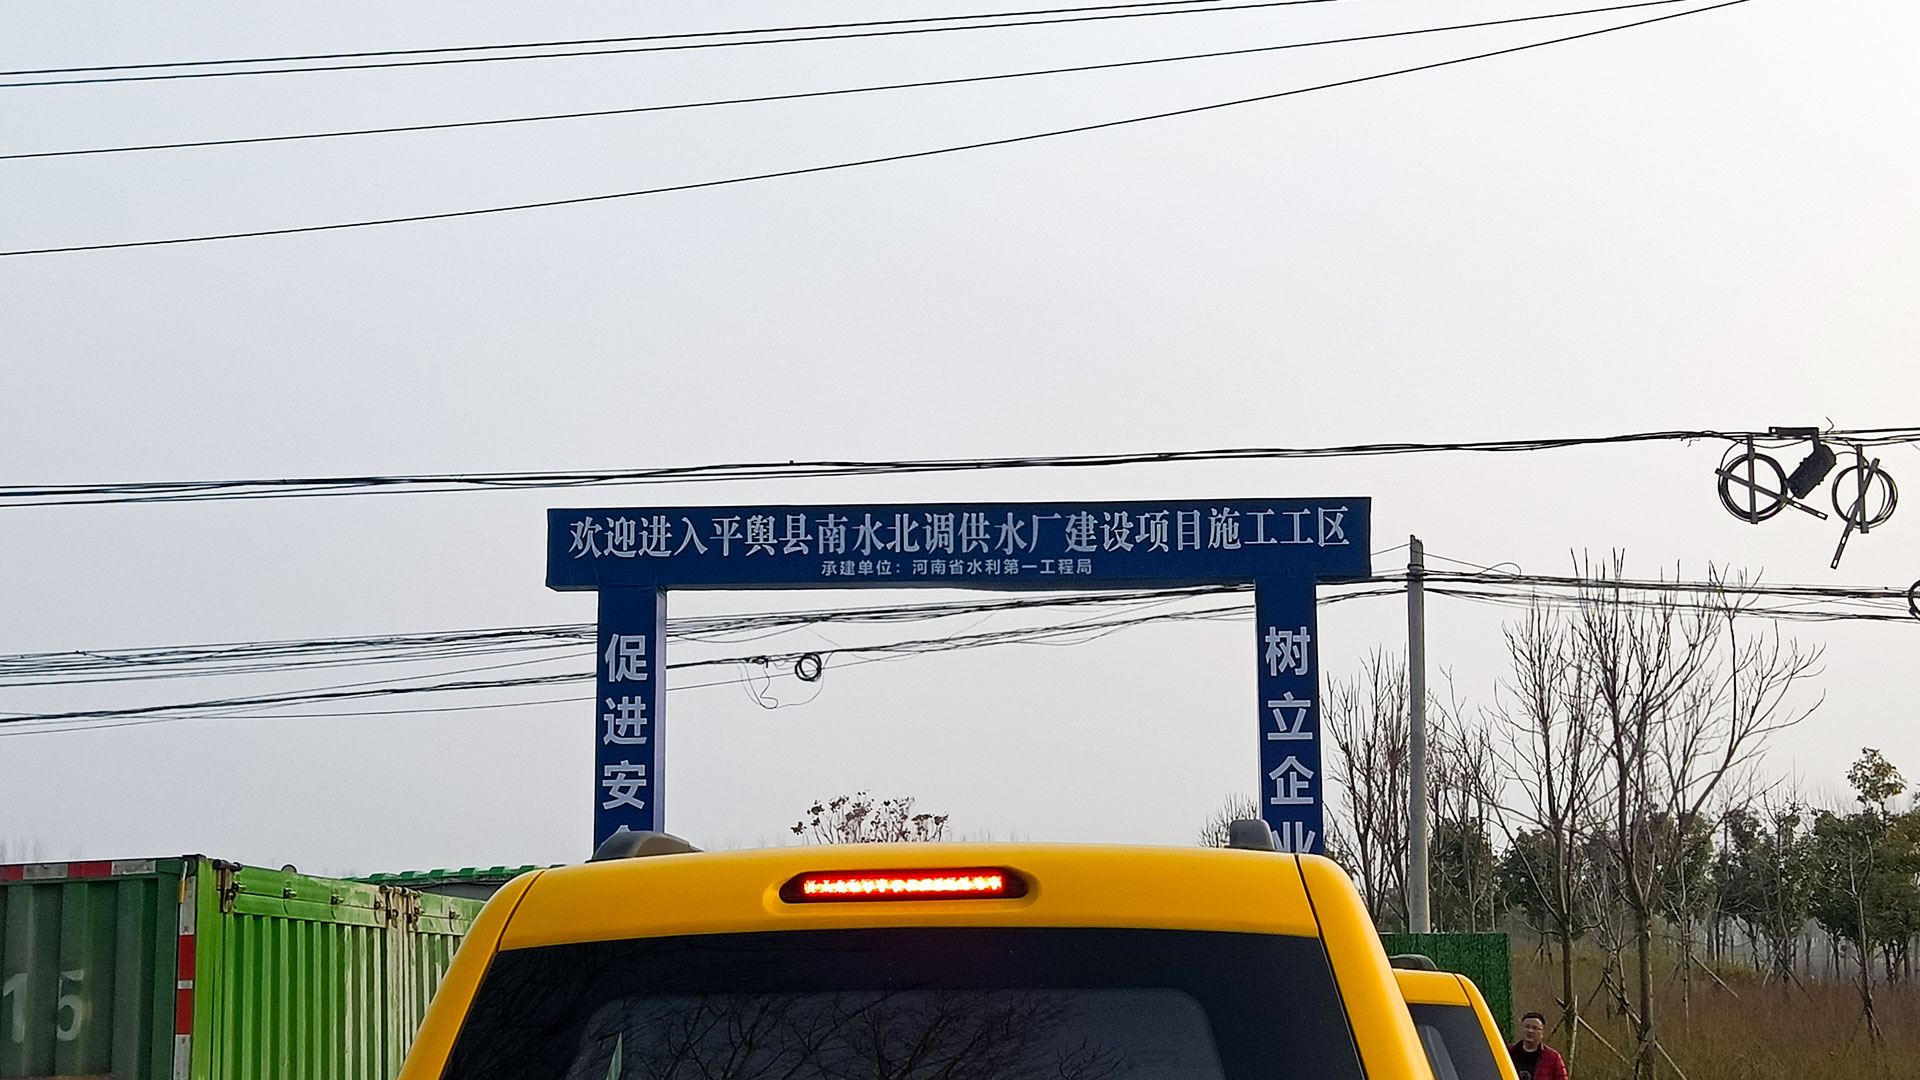 欢迎进入平舆县南水北调供水厂建设项目施工工区
承建单位：河南省水利第一工程局
促进安
树立企业
15